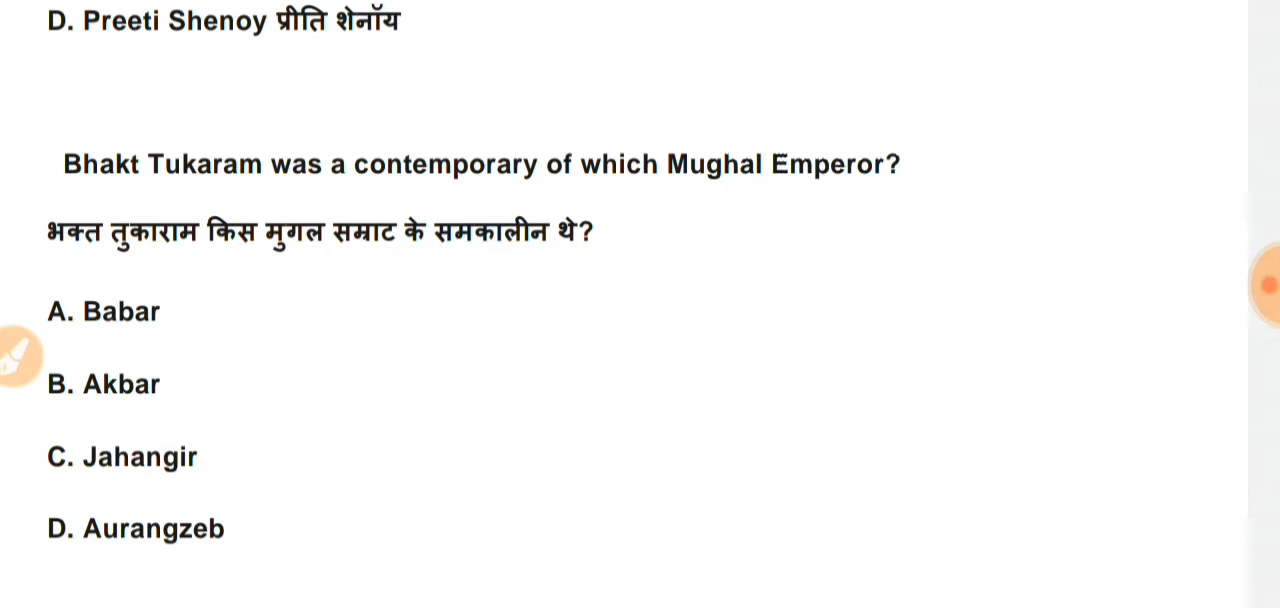 D. Preeti Shenoy प्रीति शेनॉय
Bhakt Tukaram was a contemporary of which Mughal Emperor?
भक्त तुकाराम किस मुगल सम्राट के समकालीन थे?
A. Babar
B. Akbar
C. Jahangir
D. Aurangzeb